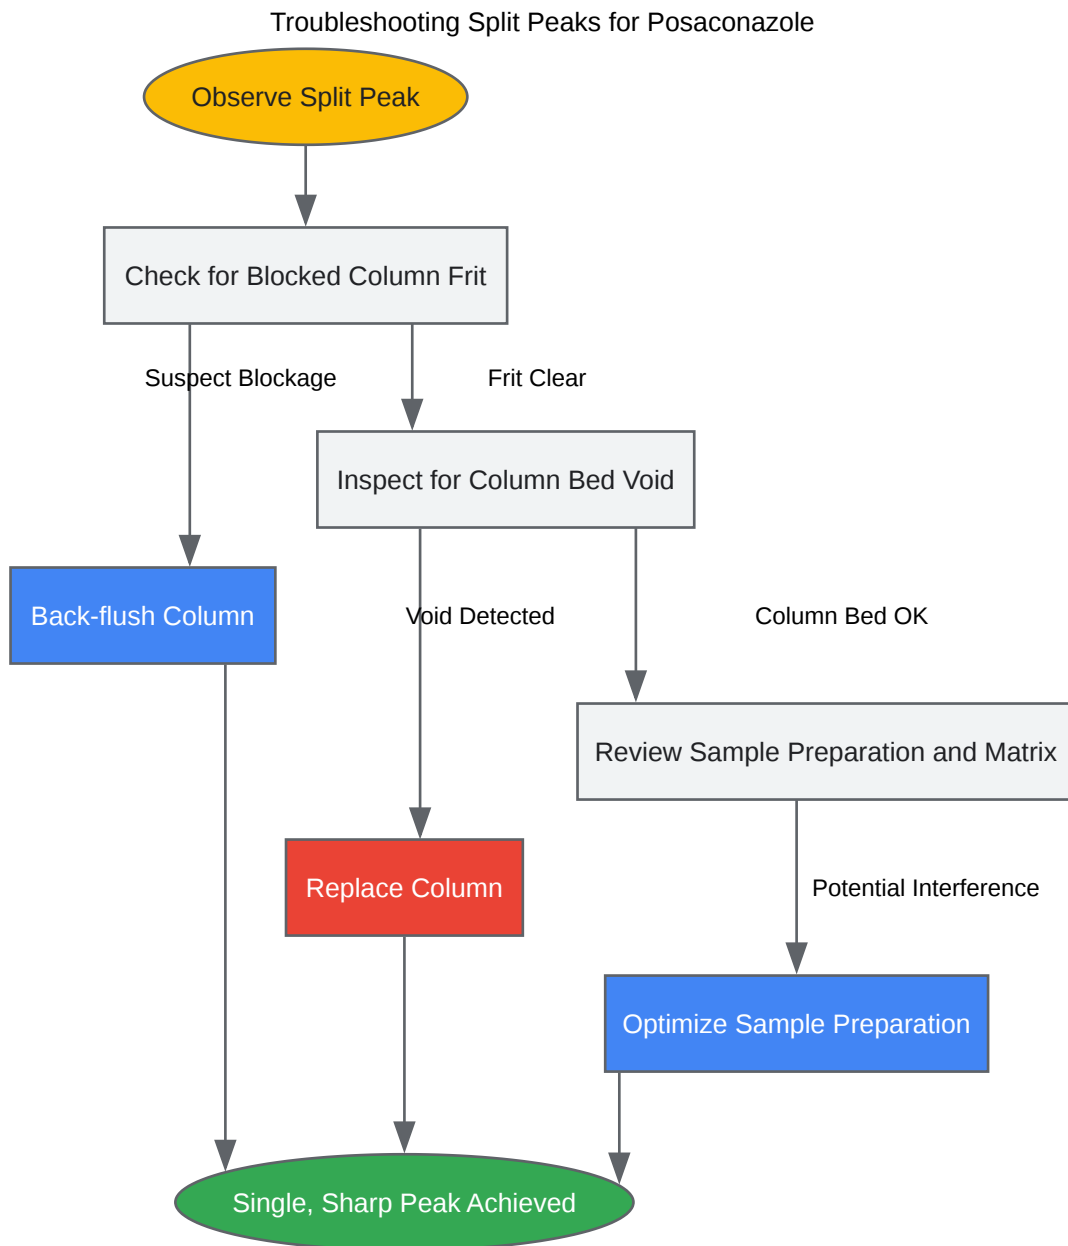 Troubleshooting Split Peaks for Posaconazole
Observe Split Peak
Check for Blocked Column Frit
Suspect Blockage
Frit Clear
Inspect for Column Bed Void
Back-flush Column
Void Detected
Column Bed OK
Review Sample Preparation and Matrix
Replace Column
Potential Interference
Optimize Sample Preparation
Single, Sharp Peak Achieved